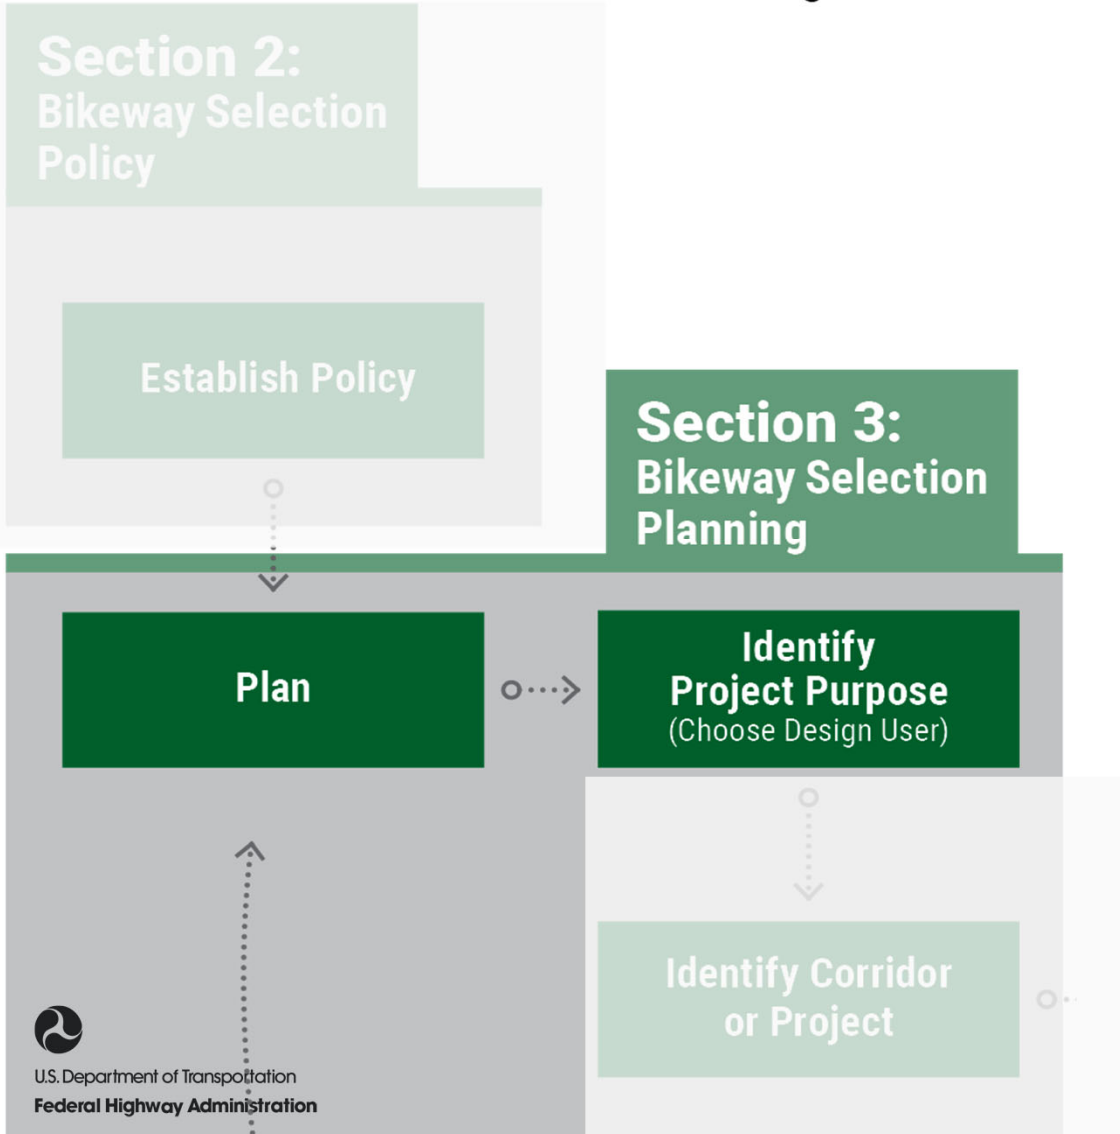 Section 2:
Bikeway Selection
Policy
Establish Policy
Section 3:
Bikeway Selection
Planning
Plan
Identify
Project Purpose
(Choose Design User)
Identify Corridor
or Project
U.S. Department of Transportation
Federal Highway Administration